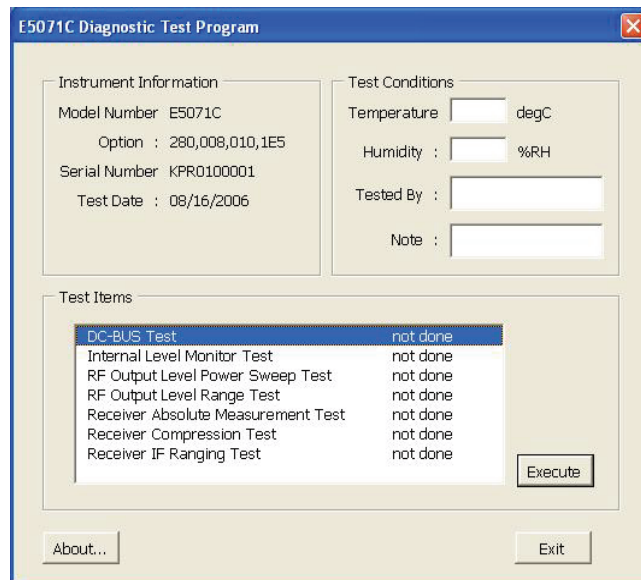 E5071C Diagnostic Test Program
Instrument Information
Model Number E5071C
Option : 280,008,010,1E5
Serial Number KPR0100001
Test Date : 08/16/2006
Test Conditions
Temperature degC
Humidity : %RH
Tested By :
Note :
Test Items
DC-BUS Test not done
Internal Level Monitor Test not done
RF Output Level Power Sweep Test not done
RF Output Level Range Test not done
Receiver Absolute Measurement Test not done
Receiver Compression Test not done
Receiver IF Ranging Test not done
Execute
About...
Exit